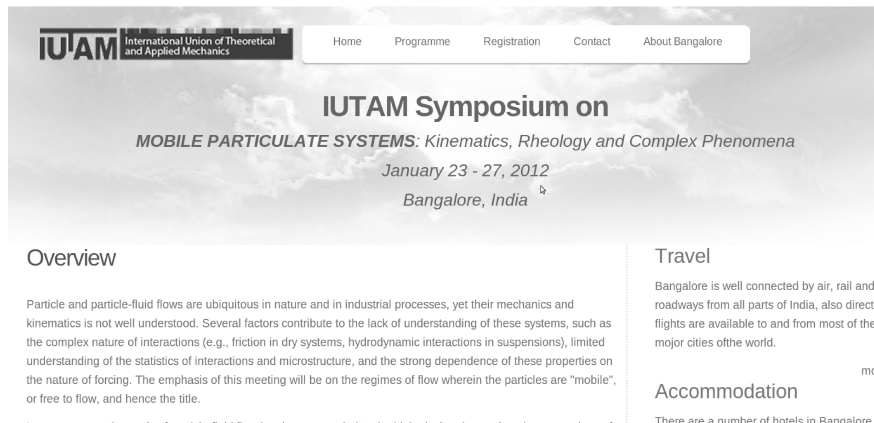 IUTAM International Union of Theoretical
and Applied Mechanics
Home Programme Registration Contact About Bangalore
IUTAM Symposium on
MOBILE PARTICULATE SYSTEMS: Kinematics, Rheology and Complex Phenomena
January 23 - 27, 2012
Bangalore, India
Overview
Particle and particle-fluid flows are ubiquitous in nature and in industrial processes, yet their mechanics and
kinematics is not well understood. Several factors contribute to the lack of understanding of these systems, such as
the complex nature of interactions (e.g., friction in dry systems, hydrodynamic interactions in suspensions), limited
understanding of the statistics of interactions and microstructure, and the strong dependence of these properties on
the nature of forcing. The emphasis of this meeting will be on the regimes of flow wherein the particles are "mobile",
or free to flow, and hence the title.
Travel
Bangalore is well connected by air, rail and
roadways from all parts of India, also direct
flights are available to and from most of the
mojor cities ofthe world.
mo
Accommodation
There are a number of hotels in Bangalore